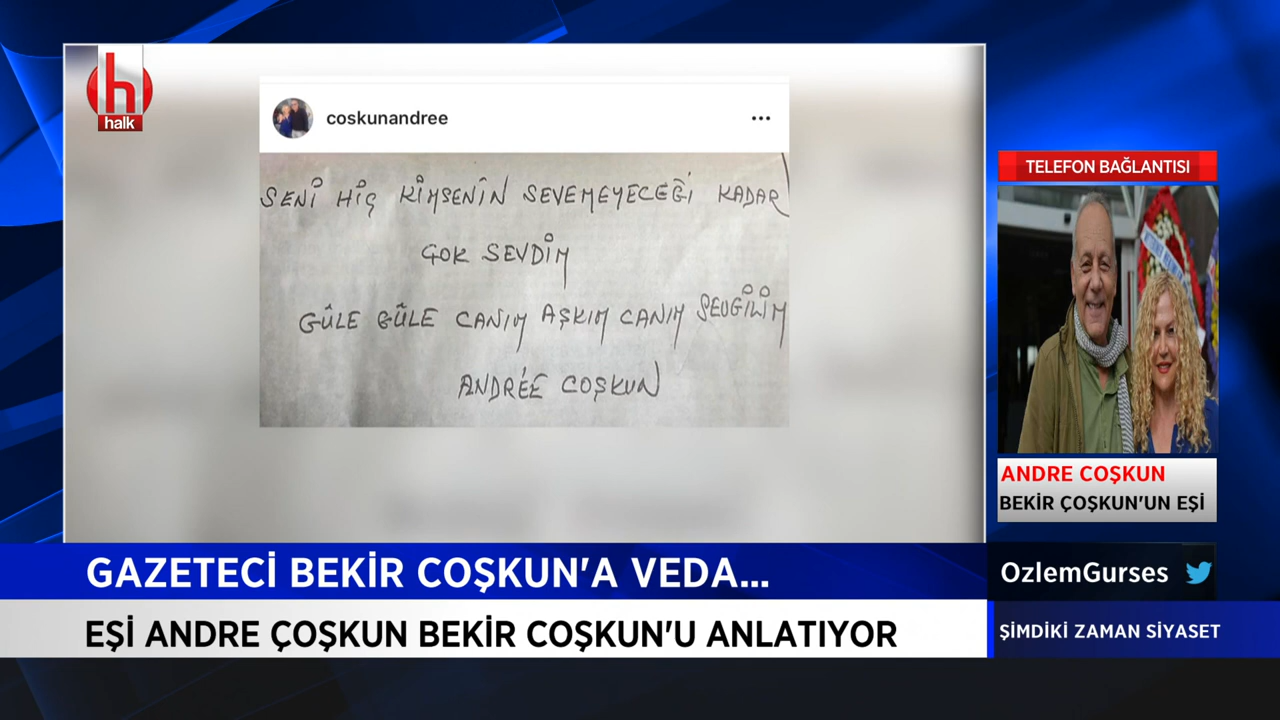 h
halk
coskunandree
SENİ HİÇ KİMSENİN SEVEMEYECEĞİ KADAR
ÇOK SEVDİM
GÜLE GÜLE CANIM AŞKIM CANIM SEVGİLİM
ANDRÉE COŞKUN
TELEFON BAĞLANTISI
ANDRE COŞKUN
BEKİR ÇOŞKUN'UN EŞİ
GAZETECİ BEKİR COŞKUN'A VEDA...
EŞİ ANDRE ÇOŞKUN BEKİR COŞKUN'U ANLATIYOR
OzlemGurses
ŞİMDİKİ ZAMAN SİYASET